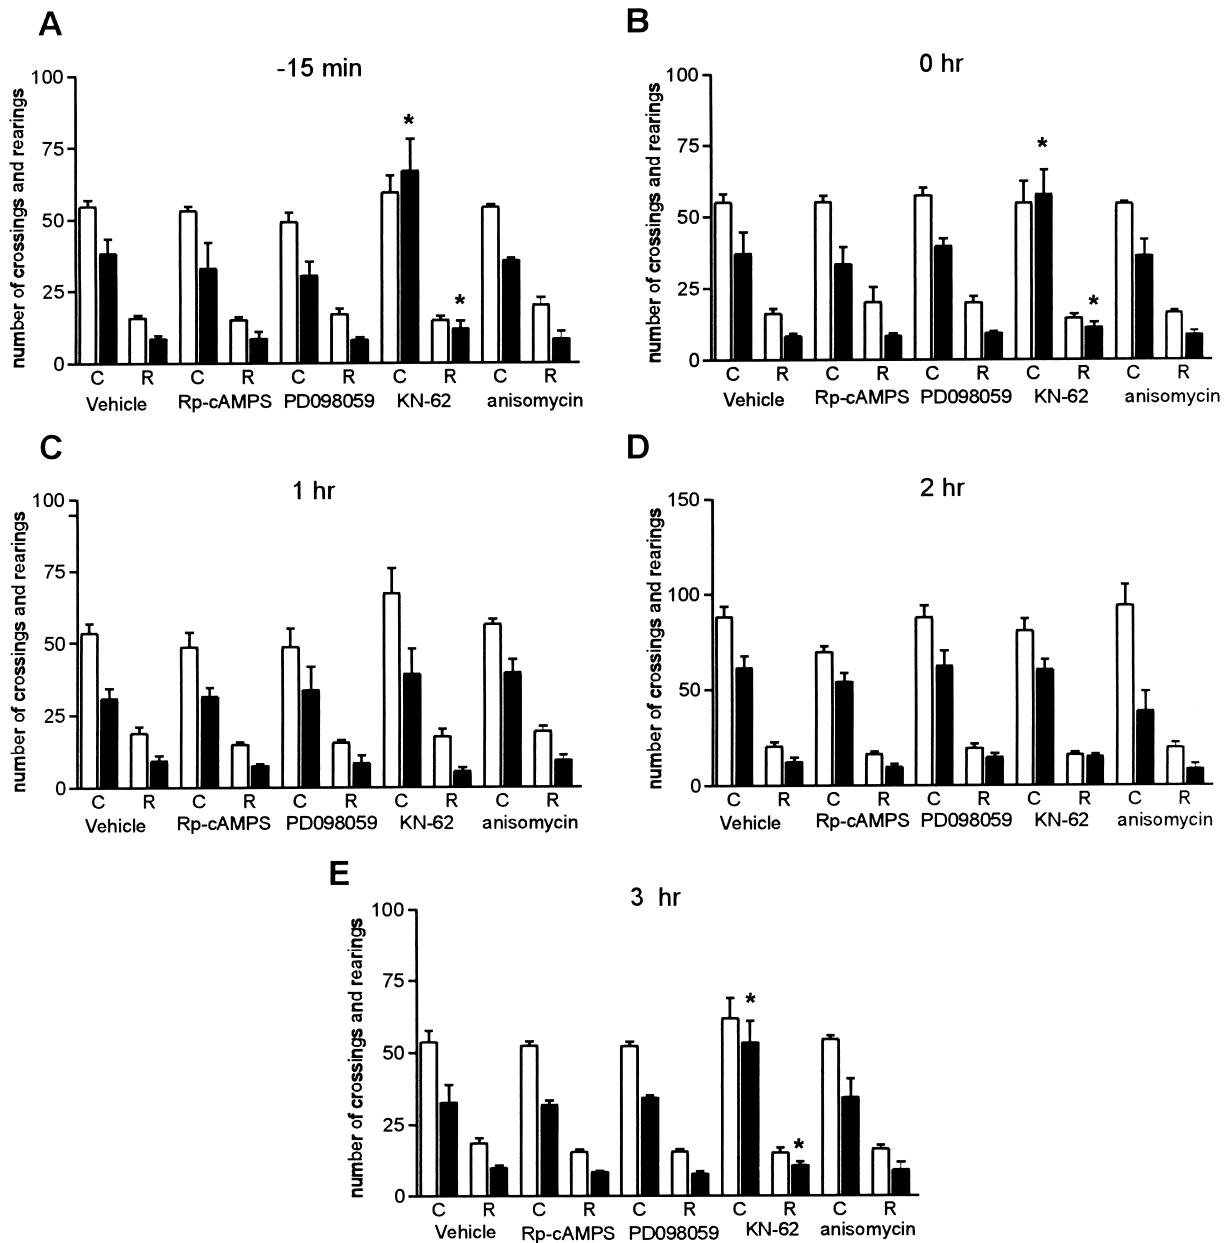 A
-15 min
number of crossings and rearings
100
75
50
25
0
C R C R C R C R C R
Vehicle Rp-cAMPS PD098059 KN-62 anisomycin
* *
B
0 hr
number of crossings and rearings
100
75
50
25
0
C R C R C R C R C R
Vehicle Rp-cAMPS PD098059 KN-62 anisomycin
* *
C
1 hr
number of crossings and rearings
100
75
50
25
0
C R C R C R C R C R
Vehicle Rp-cAMPS PD098059 KN-62 anisomycin
D
2 hr
number of crossings and rearings
150
100
50
0
C R C R C R C R C R
Vehicle Rp-cAMPS PD098059 KN-62 anisomycin
E
3 hr
number of crossings and rearings
100
75
50
25
0
C R C R C R C R C R
Vehicle Rp-cAMPS PD098059 KN-62 anisomycin
* *